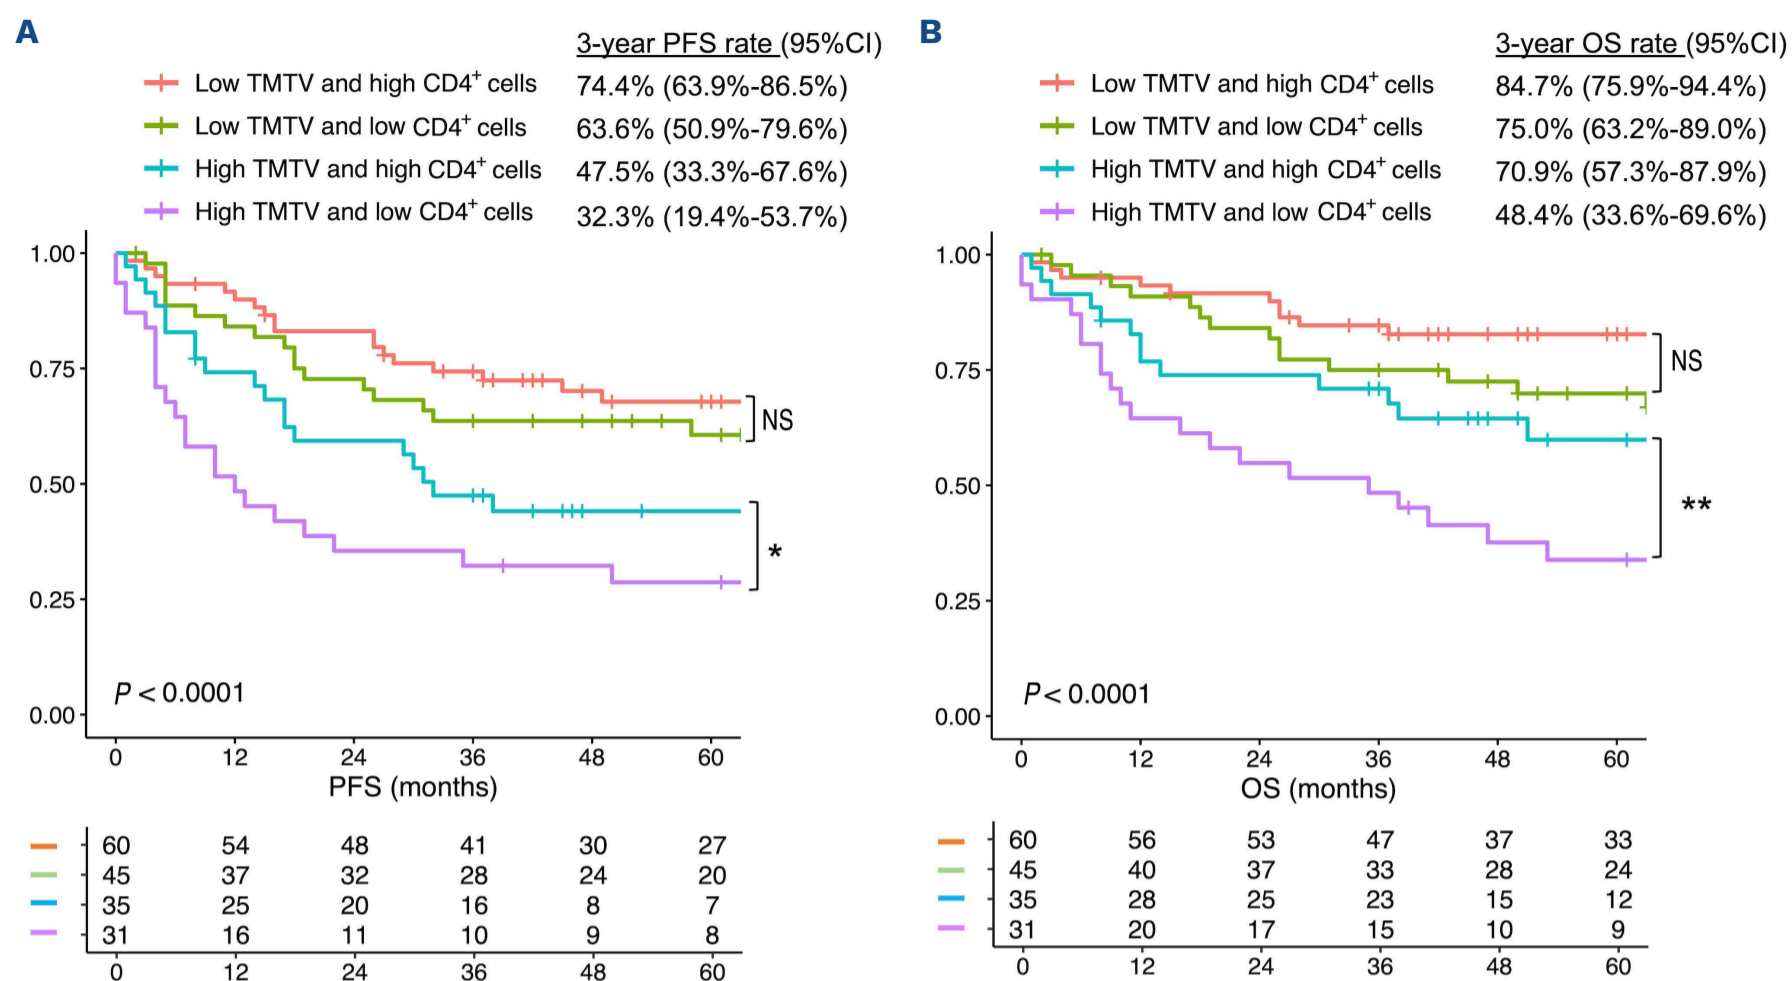 A
3-year PFS rate (95%CI)
Low TMTV and high CD4+ cells 74.4% (63.9%-86.5%)
Low TMTV and low CD4+ cells 63.6% (50.9%-79.6%)
High TMTV and high CD4+ cells 47.5% (33.3%-67.6%)
High TMTV and low CD4+ cells 32.3% (19.4%-53.7%)
1.00
0.75
0.50
0.25
0.00
NS
*
P < 0.0001
0 12 24 36 48 60
PFS (months)
60 54 48 41 30 27
45 37 32 28 24 20
35 25 20 16 8 7
31 16 11 10 9 8
0 12 24 36 48 60
B
3-year OS rate (95%CI)
Low TMTV and high CD4+ cells 84.7% (75.9%-94.4%)
Low TMTV and low CD4+ cells 75.0% (63.2%-89.0%)
High TMTV and high CD4+ cells 70.9% (57.3%-87.9%)
High TMTV and low CD4+ cells 48.4% (33.6%-69.6%)
1.00
0.75
0.50
0.25
0.00
NS
**
P < 0.0001
0 12 24 36 48 60
OS (months)
60 56 53 47 37 33
45 40 37 33 28 24
35 28 25 23 15 12
31 20 17 15 10 9
0 12 24 36 48 60